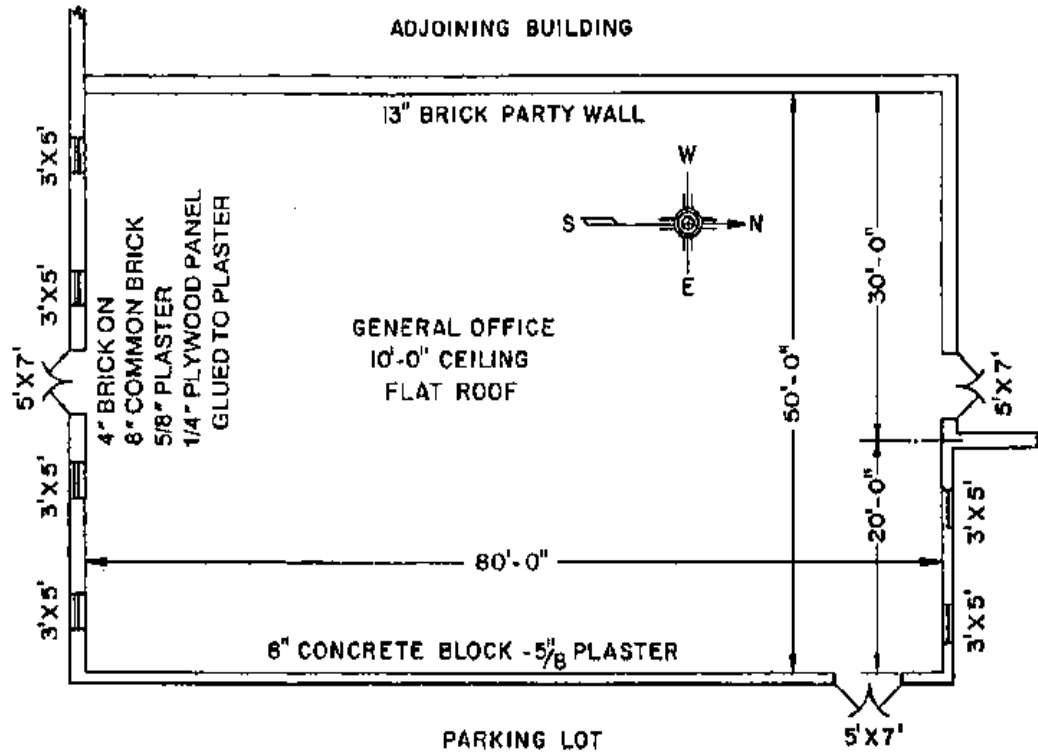 ADJOINING BUILDING
13" BRICK PARTY WALL
W
S
N
E
3'X5'
3'X5'
5'X7'
3'X5'
3'X5'
4" BRICK ON
8" COMMON BRICK
5/8" PLASTER
1/4" PLYWOOD PANEL
GLUED TO PLASTER
GENERAL OFFICE
10'-0" CEILING
FLAT ROOF
50'-0"
30'-0"
20'-0"
5'X7'
3'X5'
3'X5'
80'-0"
8" CONCRETE BLOCK - 5/8" PLASTER
5'X7'
PARKING LOT